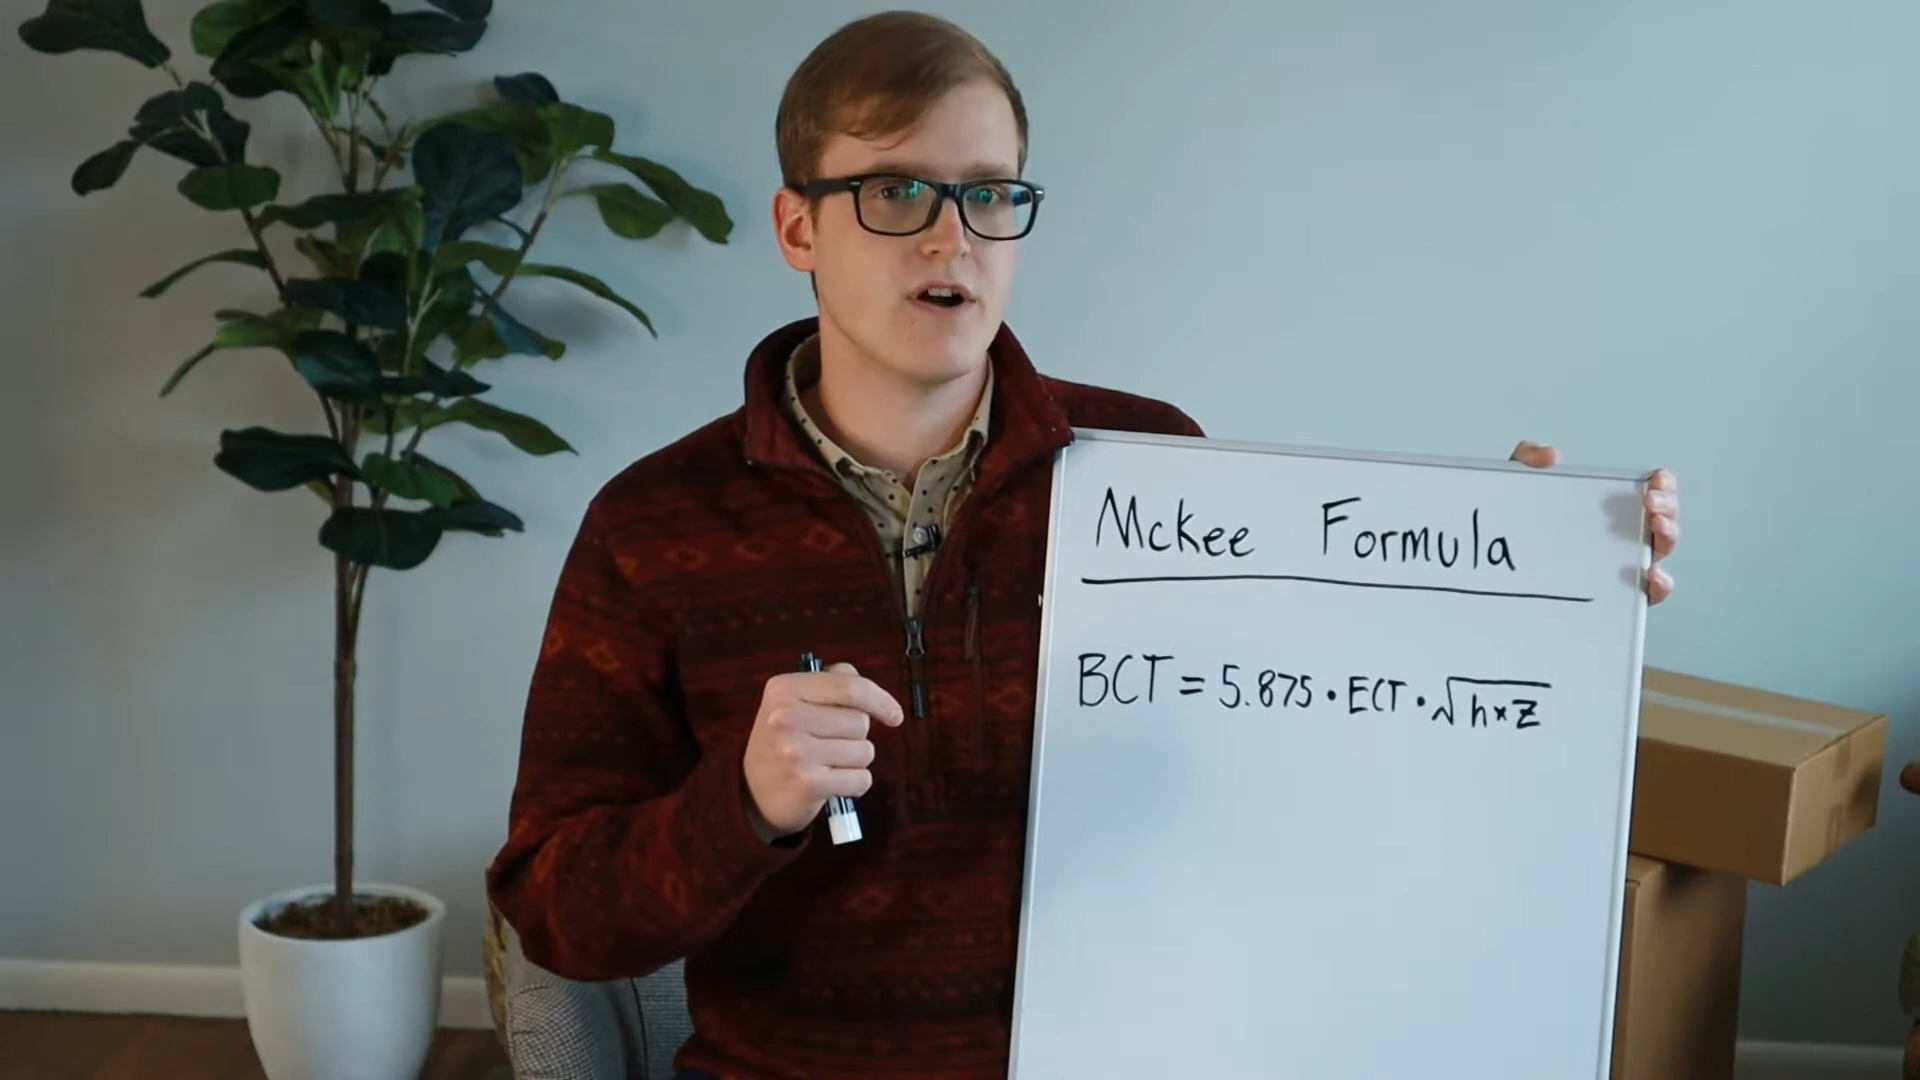 McKee Formula
BCT = 5.875 • ECT • √h×Z